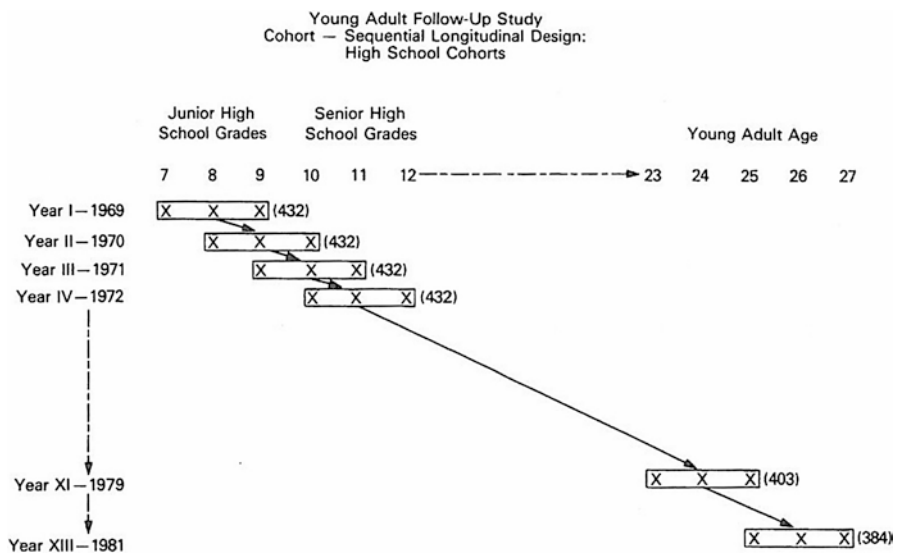 Young Adult Follow-Up Study
Cohort — Sequential Longitudinal Design:
High School Cohorts
Junior High
School Grades
Senior High
School Grades
Young Adult Age
7 8 9 10 11 12 23 24 25 26 27
Year I—1969 X X X (432)
Year II—1970 X X X (432)
Year III—1971 X X X (432)
Year IV—1972 X X X (432)
Year XI—1979 X X X (403)
Year XIII—1981 X X X (384)